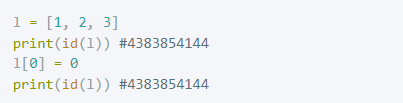 l = [1, 2, 3]
print(id(l)) #4383854144
l[0] = 0
print(id(l)) #4383854144